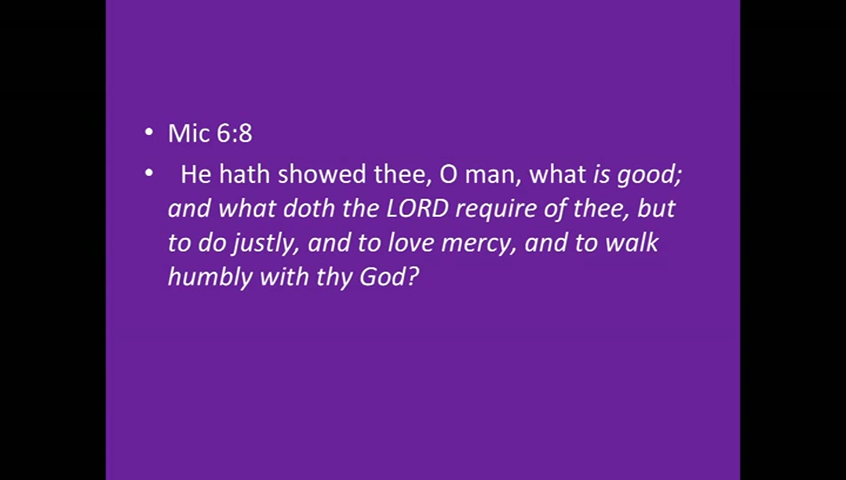 • Mic 6:8
• He hath showed thee, O man, what is good;
and what doth the LORD require of thee, but
to do justly, and to love mercy, and to walk
humbly with thy God?